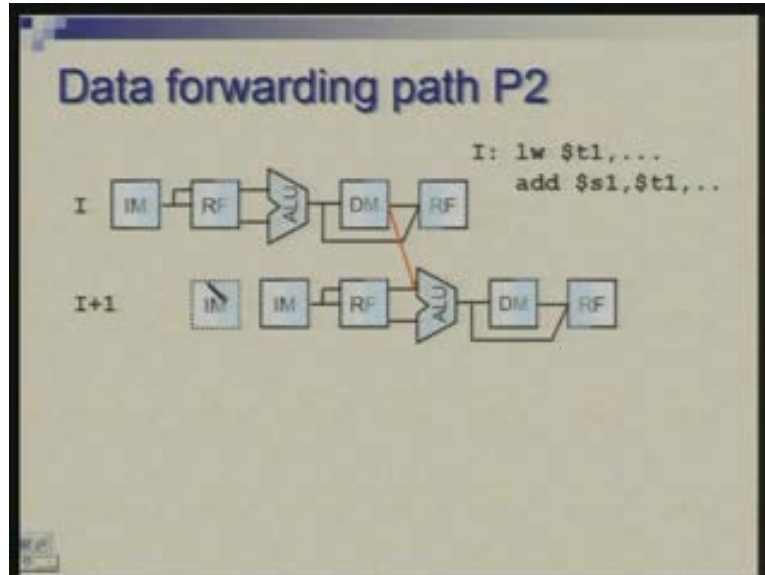 Data forwarding path P2
I: lw $t1,...
add $s1,$t1,..
I IM RF ALU DM RF
I+1 IM IM RF ALU DM RF